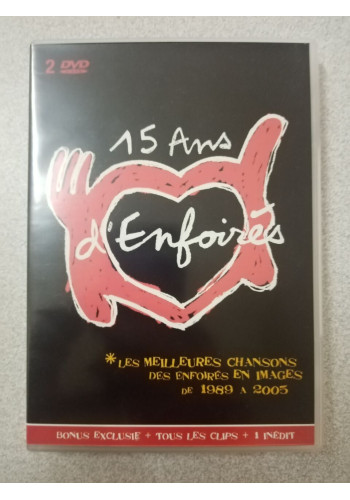 2 DVD
15 Ans
d'Enfoirés
*LES MEILLEURES CHANSONS
DES ENFOIRÉS EN IMAGES
DE 1989 A 2005
BONUS EXCLUSIF + TOUS LES CLIPS + 1 INÉDIT